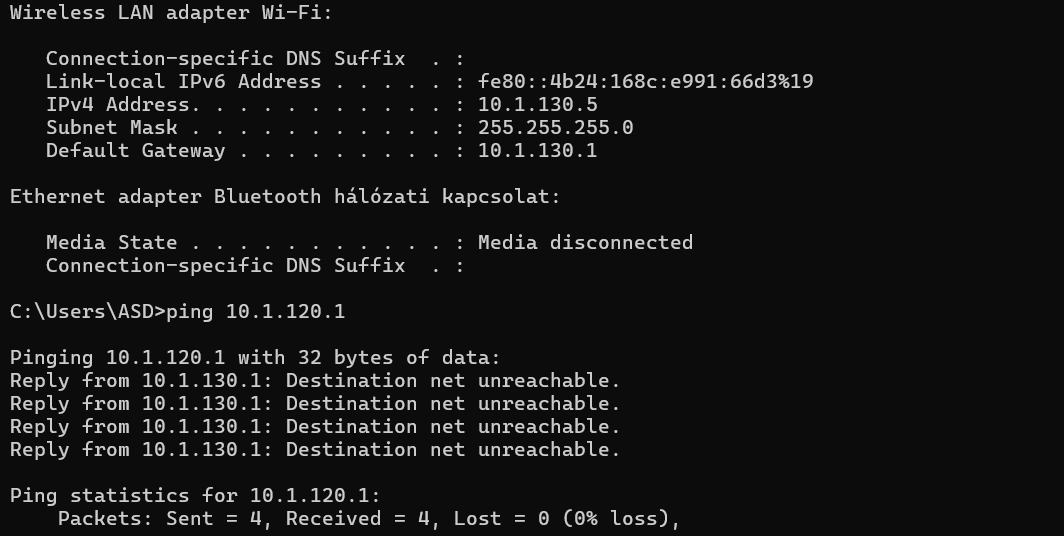 Wireless LAN adapter Wi-Fi:
   Connection-specific DNS Suffix  . :
   Link-local IPv6 Address . . . . . : fe80::4b24:168c:e991:66d3%19
   IPv4 Address. . . . . . . . . . . : 10.1.130.5
   Subnet Mask . . . . . . . . . . . : 255.255.255.0
   Default Gateway . . . . . . . . . : 10.1.130.1
Ethernet adapter Bluetooth hálózati kapcsolat:
   Media State . . . . . . . . . . . : Media disconnected
   Connection-specific DNS Suffix  . :
C:\Users\ASD>ping 10.1.120.1
Pinging 10.1.120.1 with 32 bytes of data:
Reply from 10.1.130.1: Destination net unreachable.
Reply from 10.1.130.1: Destination net unreachable.
Reply from 10.1.130.1: Destination net unreachable.
Reply from 10.1.130.1: Destination net unreachable.
Ping statistics for 10.1.120.1:
    Packets: Sent = 4, Received = 4, Lost = 0 (0% loss),